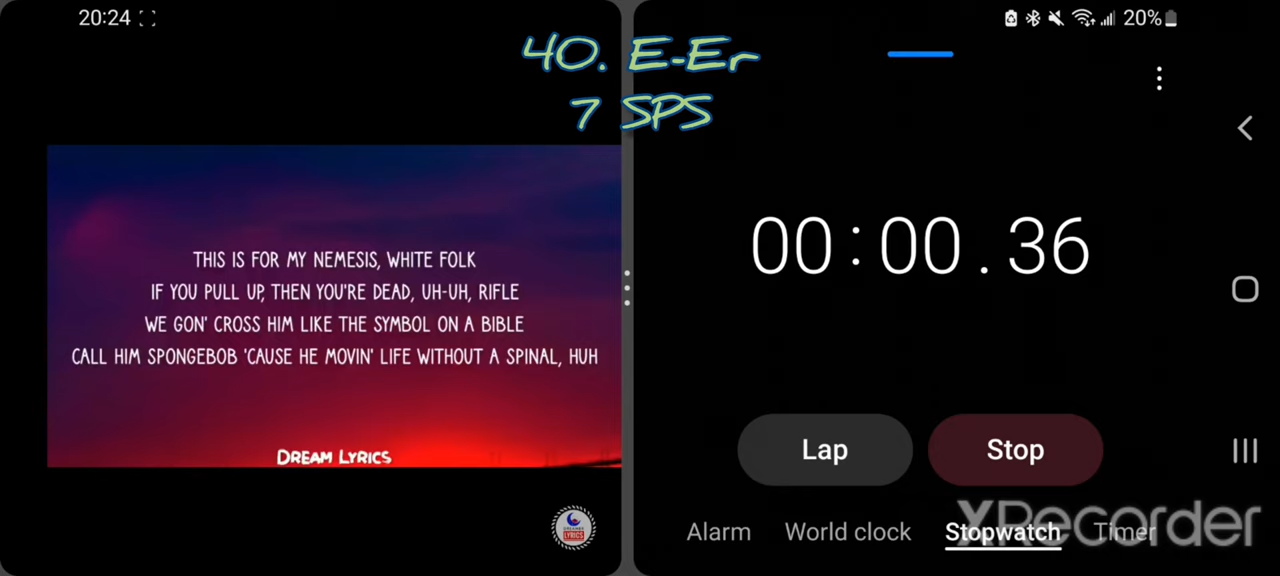 20:24
20%
40. E-Er
7 SPS
THIS IS FOR MY NEMESIS, WHITE FOLK
IF YOU PULL UP, THEN YOU'RE DEAD, UH-UH, RIFLE
WE GON' CROSS HIM LIKE THE SYMBOL ON A BIBLE
CALL HIM SPONGEBOB 'CAUSE HE MOVIN' LIFE WITHOUT A SPINAL, HUH
DREAM LYRICS
LYRICS
00:00.36
Lap
Stop
Alarm
World clock
Stopwatch
Timer
XRecorder